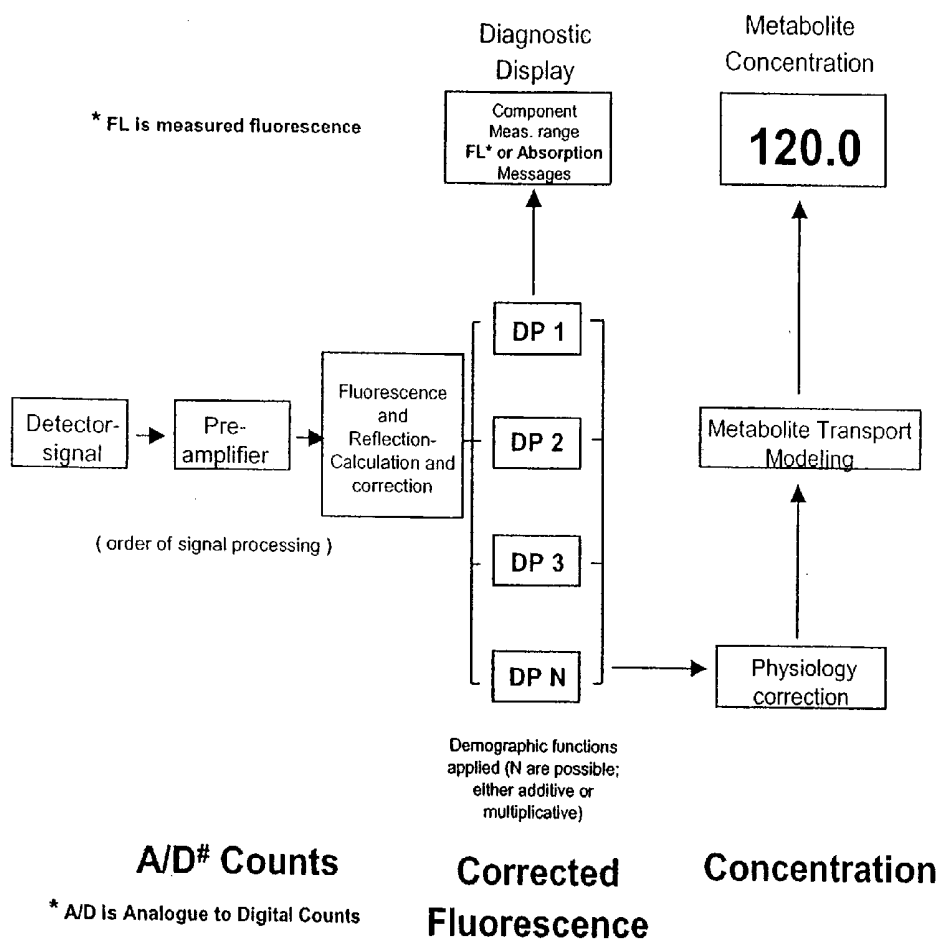 Diagnostic
Display
Metabolite
Concentration
* FL is measured fluorescence
Component
Meas. range
FL* or Absorption
Messages
120.0
DP 1
Detector-
signal
Pre-
amplifier
Fluorescence
and
Reflection-
Calculation and
correction
DP 2
Metabolite Transport
Modeling
( order of signal processing )
DP 3
DP N
Physiology
correction
Demographic functions
applied (N are possible;
either additive or
multiplicative)
A/D# Counts
Corrected
Fluorescence
Concentration
* A/D is Analogue to Digital Counts